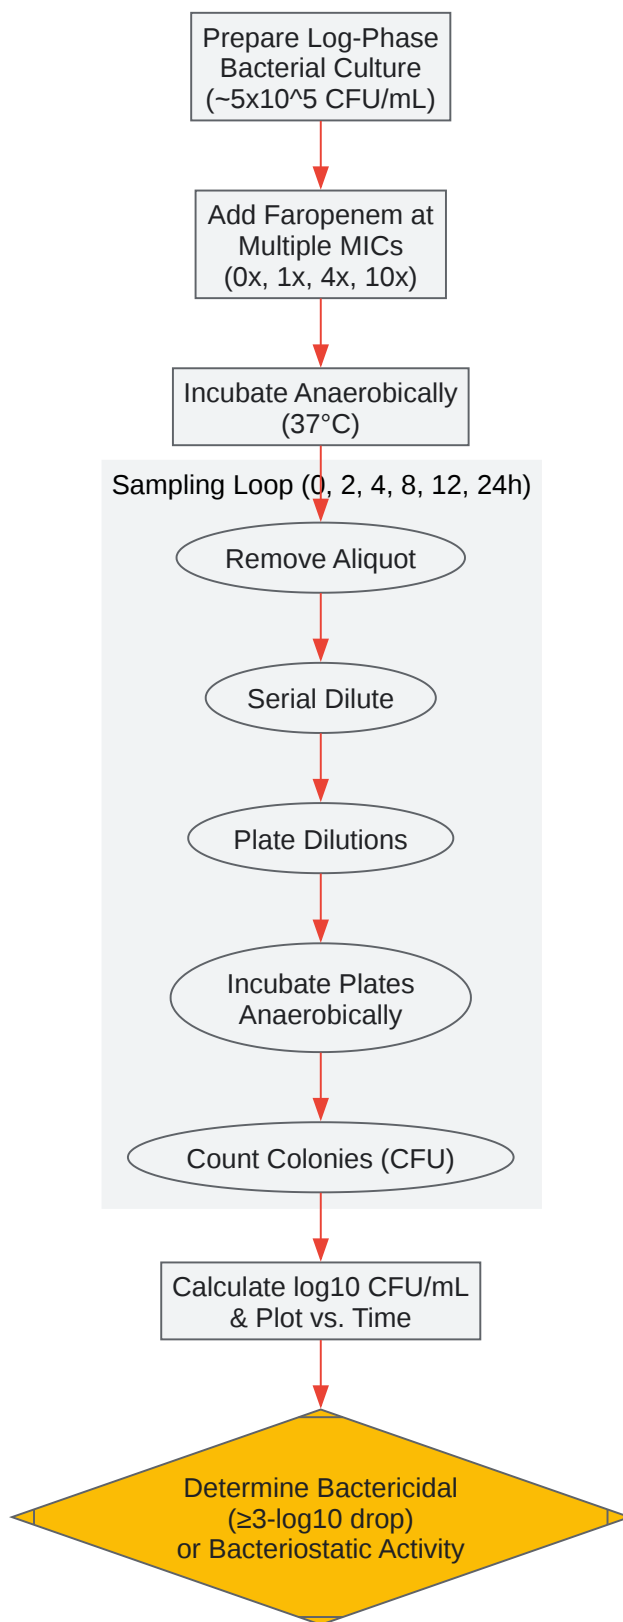 Prepare Log-Phase
Bacterial Culture
(~5x10^5 CFU/mL)
Add Faropenem at
Multiple MICs
(0x, 1x, 4x, 10x)
Incubate Anaerobically
(37°C)
Sampling Loop (0, 2, 4, 8, 12, 24h)
Remove Aliquot
Serial Dilute
Plate Dilutions
Incubate Plates
Anaerobically
Count Colonies (CFU)
Calculate log10 CFU/mL
& Plot vs. Time
Determine Bactericidal
(≥3-log10 drop)
or Bacteriostatic Activity